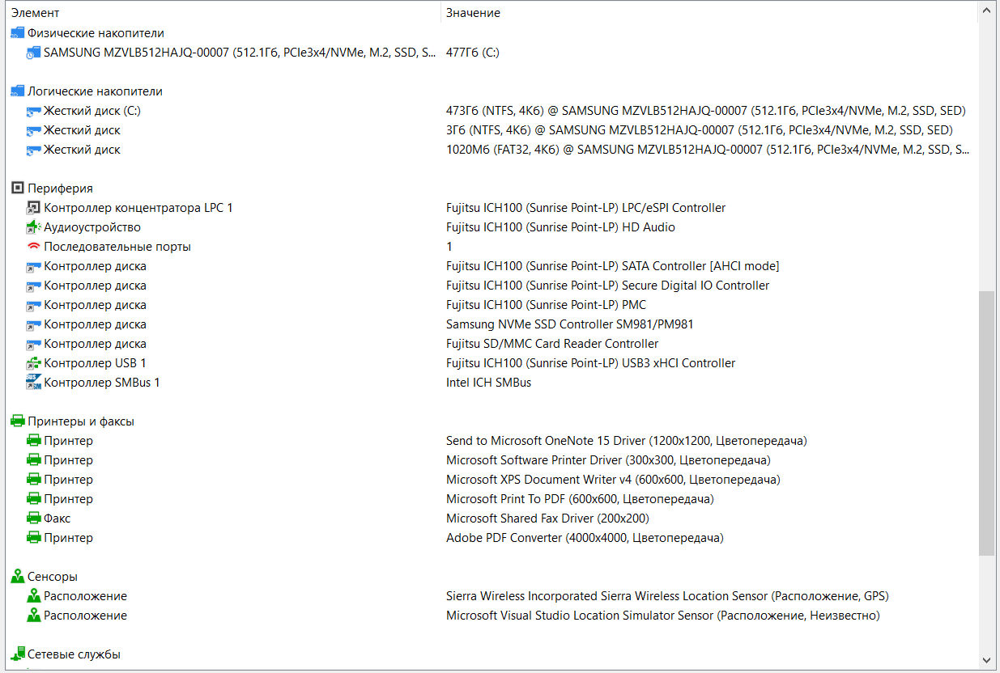 Элемент Значение
Физические накопители
SAMSUNG MZVLB512HAJQ-00007 (512.1Гб, PCIe3x4/NVMe, M.2, SSD, S... 477Гб (C:)
Логические накопители
Жесткий диск (C:) 473Гб (NTFS, 4Кб) @ SAMSUNG MZVLB512HAJQ-00007 (512.1Гб, PCIe3x4/NVMe, M.2, SSD, SED)
Жесткий диск 3Гб (NTFS, 4Кб) @ SAMSUNG MZVLB512HAJQ-00007 (512.1Гб, PCIe3x4/NVMe, M.2, SSD, SED)
Жесткий диск 1020Мб (FAT32, 4Кб) @ SAMSUNG MZVLB512HAJQ-00007 (512.1Гб, PCIe3x4/NVMe, M.2, SSD, S...
Периферия
Контроллер концентратора LPC 1 Fujitsu ICH100 (Sunrise Point-LP) LPC/eSPI Controller
Аудиоустройство Fujitsu ICH100 (Sunrise Point-LP) HD Audio
Последовательные порты 1
Контроллер диска Fujitsu ICH100 (Sunrise Point-LP) SATA Controller [AHCI mode]
Контроллер диска Fujitsu ICH100 (Sunrise Point-LP) Secure Digital IO Controller
Контроллер диска Fujitsu ICH100 (Sunrise Point-LP) PMC
Контроллер диска Samsung NVMe SSD Controller SM981/PM981
Контроллер диска Fujitsu SD/MMC Card Reader Controller
Контроллер USB 1 Fujitsu ICH100 (Sunrise Point-LP) USB3 xHCI Controller
Контроллер SMBus 1 Intel ICH SMBus
Принтеры и факсы
Принтер Send to Microsoft OneNote 15 Driver (1200x1200, Цветопередача)
Принтер Microsoft Software Printer Driver (300x300, Цветопередача)
Принтер Microsoft XPS Document Writer v4 (600x600, Цветопередача)
Принтер Microsoft Print To PDF (600x600, Цветопередача)
Факс Microsoft Shared Fax Driver (200x200)
Принтер Adobe PDF Converter (4000x4000, Цветопередача)
Сенсоры
Расположение Sierra Wireless Incorporated Sierra Wireless Location Sensor (Расположение, GPS)
Расположение Microsoft Visual Studio Location Simulator Sensor (Расположение, Неизвестно)
Сетевые службы